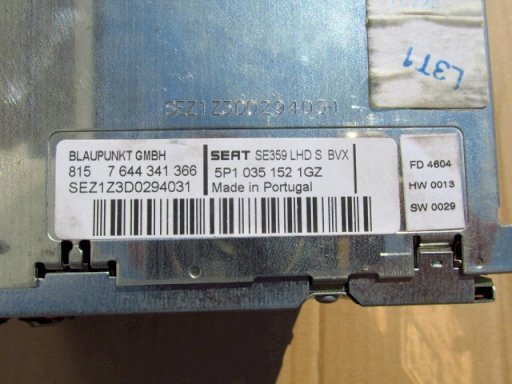 L3T1
SEZ1Z3D0294031
BLAUPUNKT GMBH
815 7 644 341 366
SEZ1Z3D0294031
SEAT SE359 LHD S BVX
5P1 035 152 1GZ
Made in Portugal
FD 4604
HW 0013
SW 0029